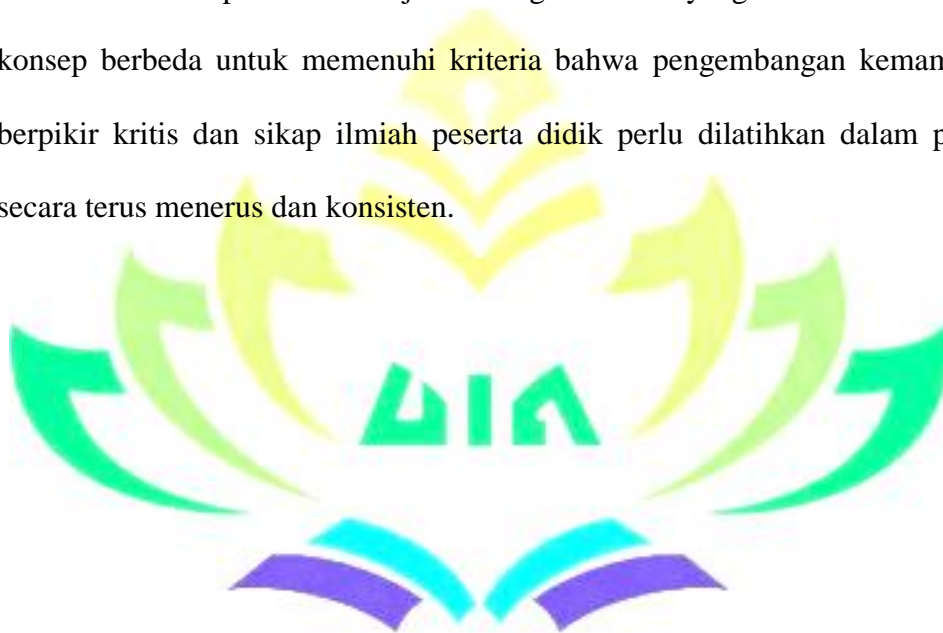 konsep berbeda untuk memenuhi kriteria bahwa pengembangan
berpikir kritis dan sikap ilmiah peserta didik perlu dilatihkan dalam
secara terus menerus dan konsisten.
UIN